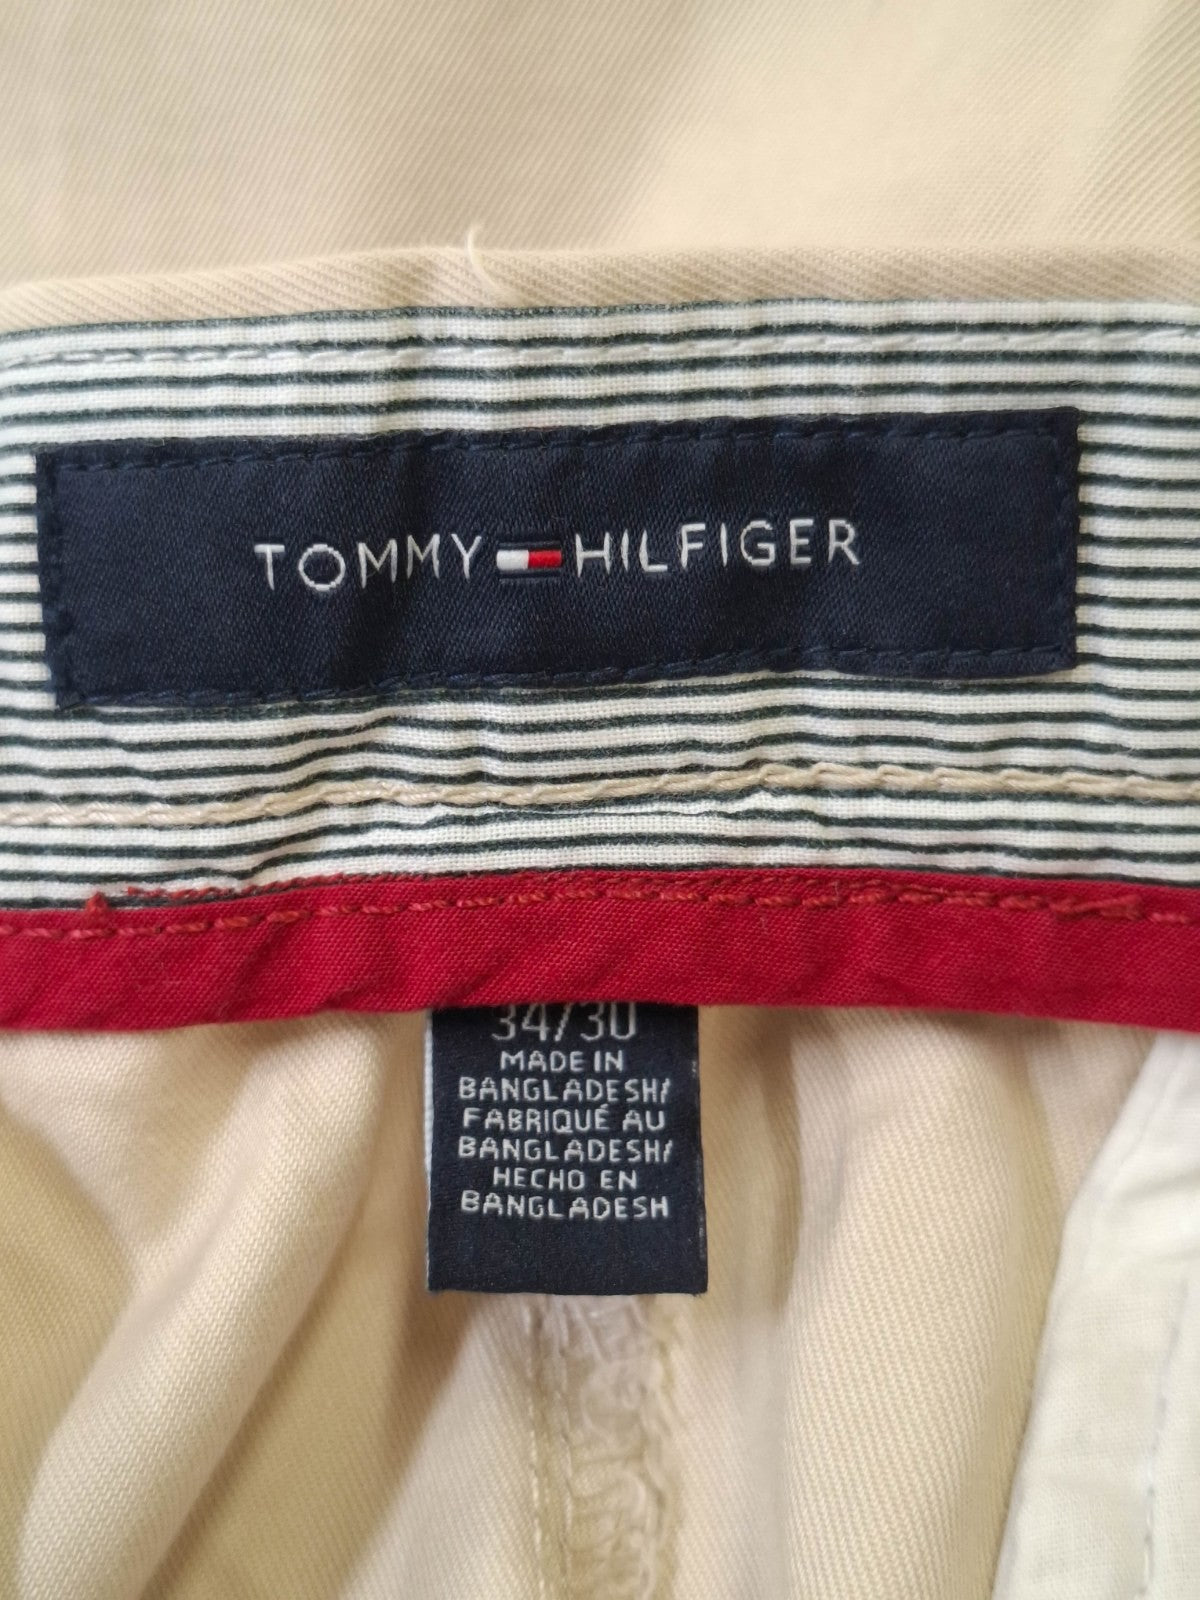 TOMMY HILFIGER
34/30
MADE IN
BANGLADESH/
FABRIQUÉ AU
BANGLADESH/
HECHO EN
BANGLADESH